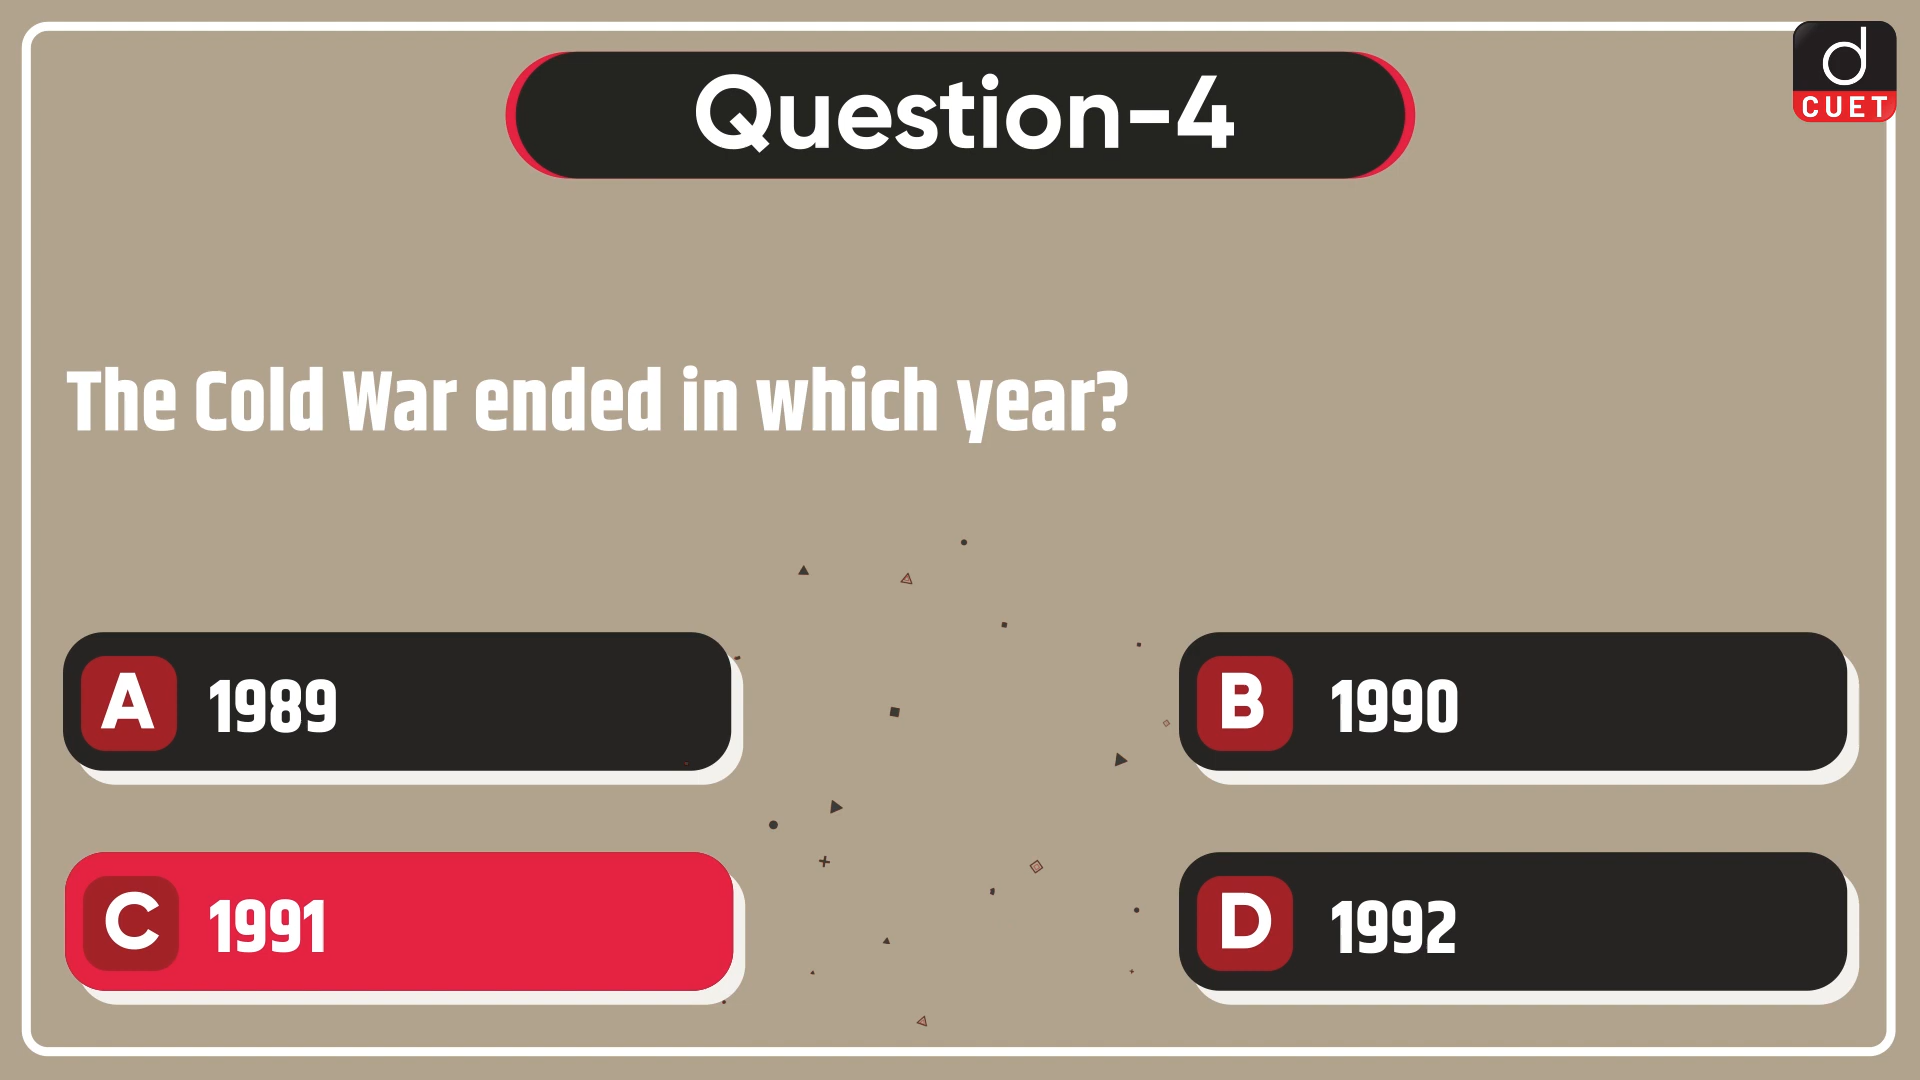 d
CUET
Question-4
The Cold War ended in which year?
A 1989
B 1990
C 1991
D 1992